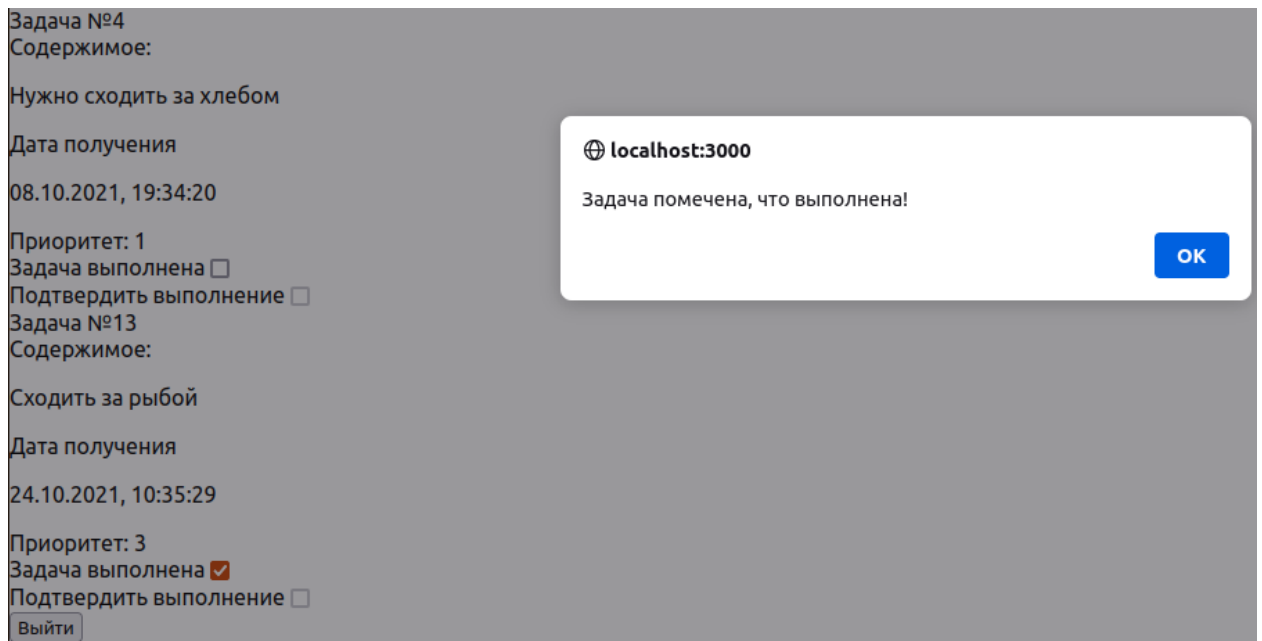 Задача №4
Содержимое:
Нужно сходить за хлебом
Дата получения
08.10.2021, 19:34:20
Приоритет: 1
Задача выполнена
Подтвердить выполнение
Задача №13
Содержимое:
Сходить за рыбой
Дата получения
24.10.2021, 10:35:29
Приоритет: 3
Задача выполнена
Подтвердить выполнение
Выйти
localhost:3000
Задача помечена, что выполнена!
ОК